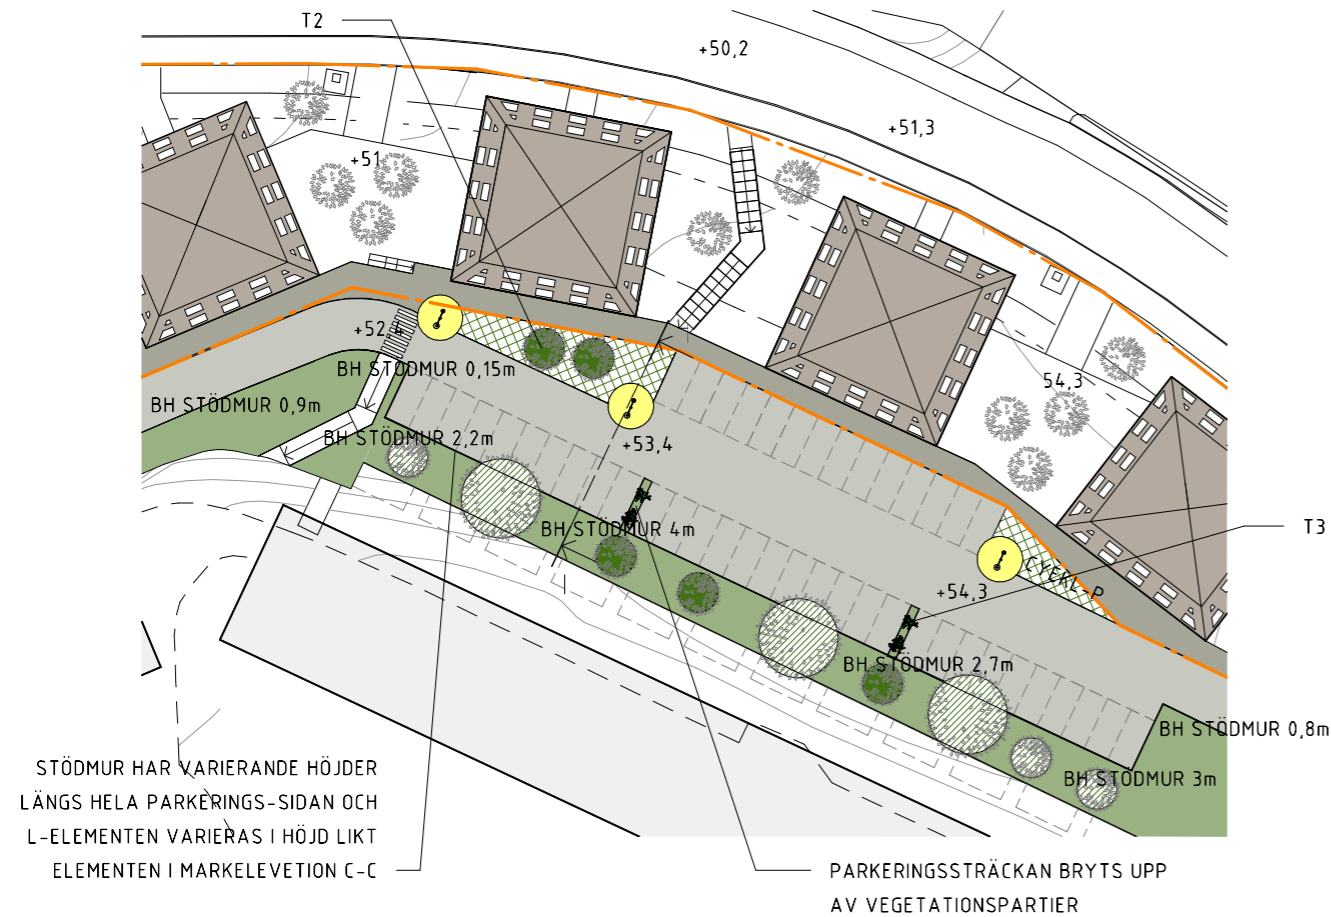 T2
+50,2
+51,3
+51
+52,4
BH STÖDMUR 0,15m
54,3
BH STÖDMUR 0,9m
BH STÖDMUR 2,2m
+53,4
BH STÖDMUR 4m
T3
CYEKL-P
+54,3
BH STÖDMUR 2,7m
BH STÖDMUR 0,8m
BH STÖDMUR 3m
STÖDMUR HAR VARIERANDE HÖJDER
LÄNGS HELA PARKERINGS-SIDAN OCH
L-ELEMENTEN VARIERAS I HÖJD LIKT
ELEMENTEN I MARKELEVETION C-C
PARKERINGSSTRÄCKAN BRYTS UPP
AV VEGETATIONSPARTIER